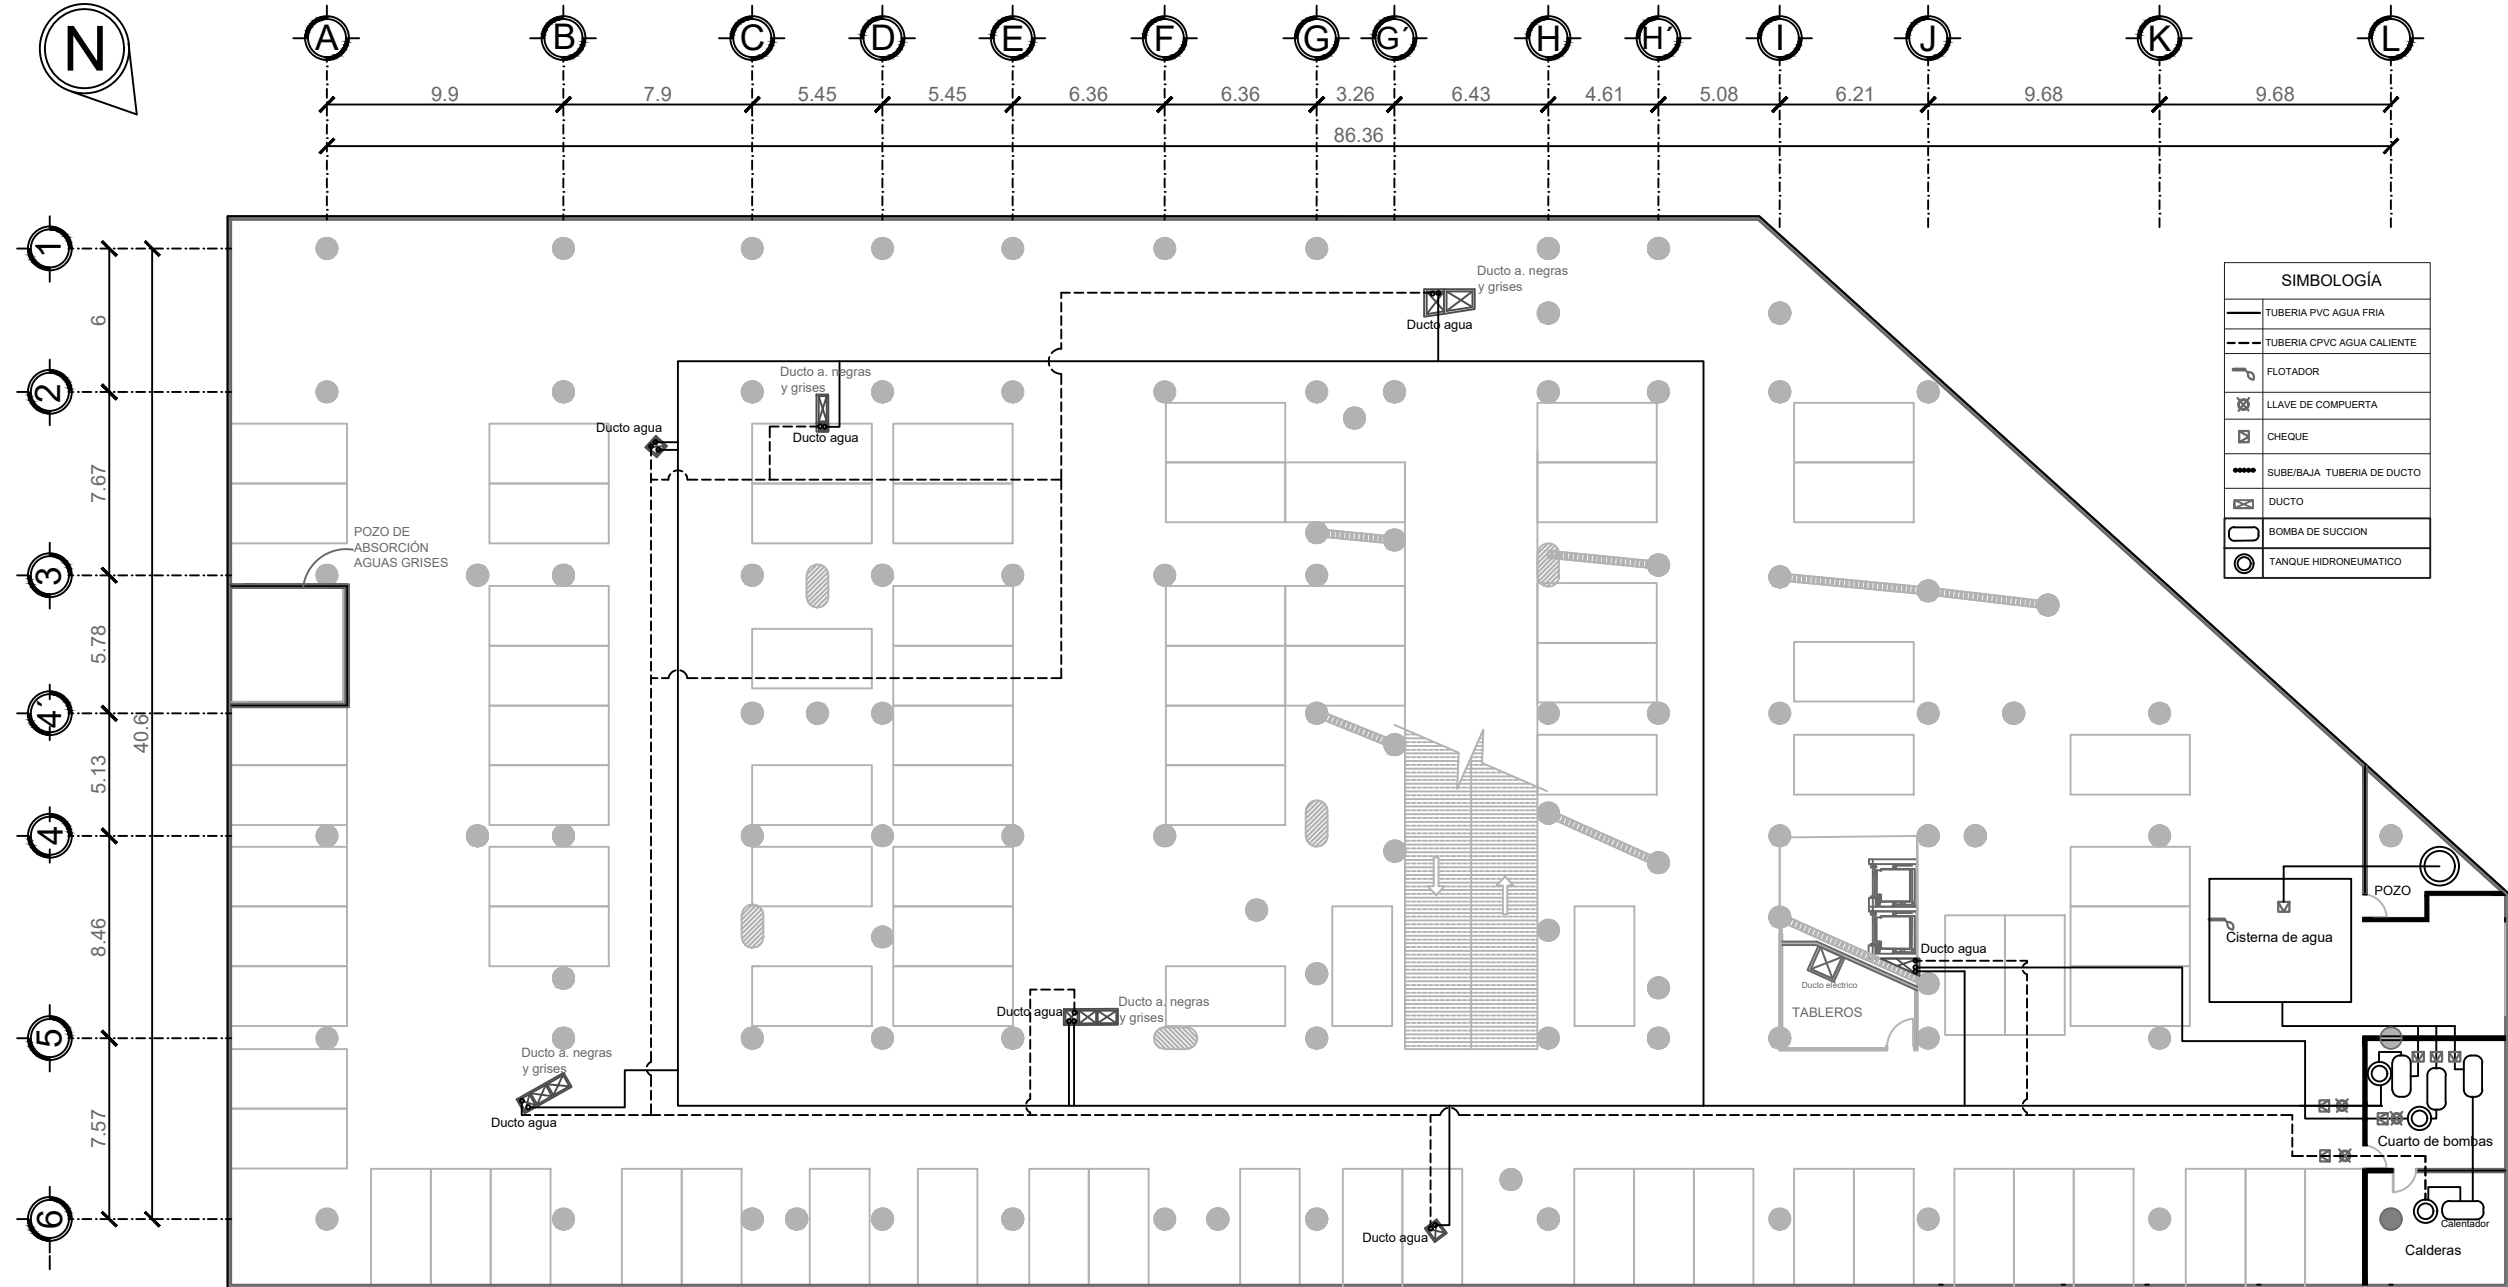 N
A
B
C
D
E
F
G
G´
H
H´
I
J
K
L
9.9
7.9
5.45
5.45
6.36
6.36
3.26
6.43
4.61
5.08
6.21
9.68
9.68
86.36
1
2
3
4´
4
5
6
6
7.67
5.78
5.13
8.46
7.57
40.6
SIMBOLOGÍA
TUBERIA PVC AGUA FRIA
TUBERIA CPVC AGUA CALIENTE
FLOTADOR
LLAVE DE COMPUERTA
CHEQUE
SUBE/BAJA TUBERIA DE DUCTO
DUCTO
BOMBA DE SUCCION
TANQUE HIDRONEUMATICO
Ducto a. negras
y grises
Ducto agua
Ducto a. negras
y grises
Ducto agua
Ducto agua
POZO DE
ABSORCIÓN
AGUAS GRISES
POZO
Cisterna de agua
Ducto agua
Ducto eléctrico
TABLEROS
Ducto a. negras
y grises
Ducto agua
Ducto a. negras
y grises
Ducto agua
Cuarto de bombas
Ducto agua
Calentador
Calderas